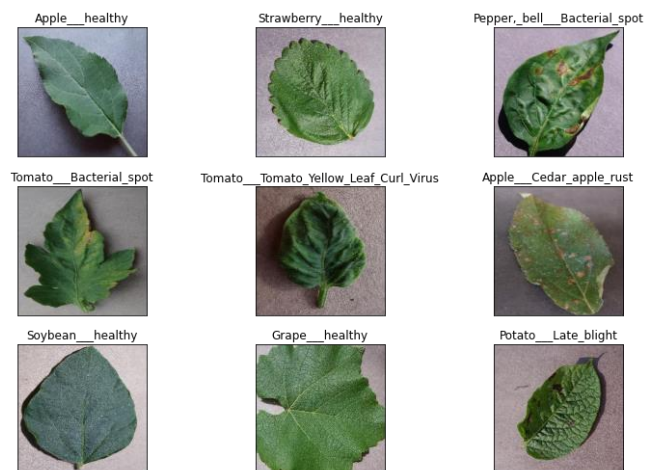 Apple___healthy
Strawberry___healthy
Pepper,_bell___Bacterial_spot
Tomato___Bacterial_spot
Tomato___Tomato_Yellow_Leaf_Curl_Virus
Apple___Cedar_apple_rust
Soybean___healthy
Grape___healthy
Potato___Late_blight